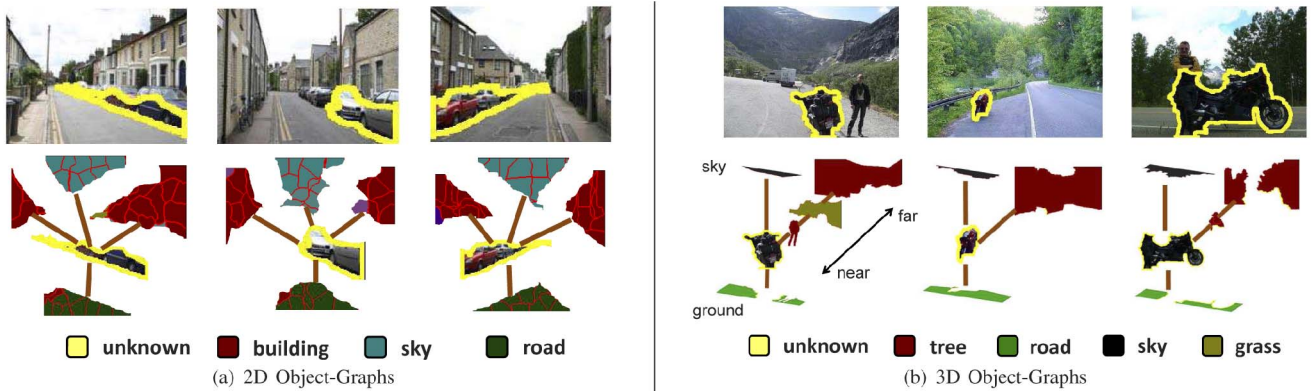 sky
far
near
ground
unknown building sky road
(a) 2D Object-Graphs
unknown tree road sky grass
(b) 3D Object-Graphs